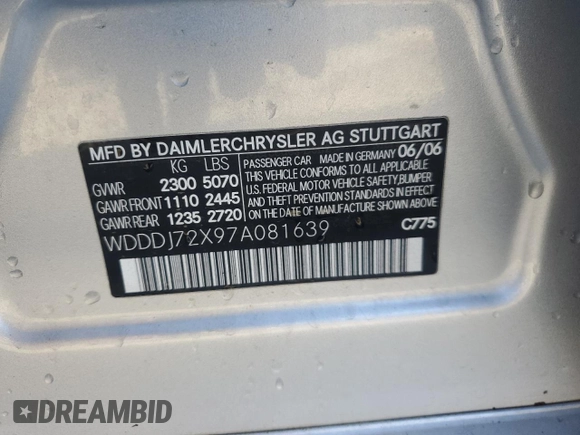 MFD BY DAIMLERCHRYSLER AG STUTTGART
KG LBS
GVWR 2300 5070
GAWR FRONT 1110 2445
GAWR REAR 1235 2720
PASSENGER CAR MADE IN GERMANY 06/06
THIS VEHICLE CONFORMS TO ALL APPLICABLE
U.S. FEDERAL MOTOR VEHICLE SAFETY, BUMPER
AND THEFT PREVENTION STANDARDS IN EFFECT
ON THE DATE OF MANUFACTURE SHOWN ABOVE
WDDDJ72X97A081639
C775
DREAMBID